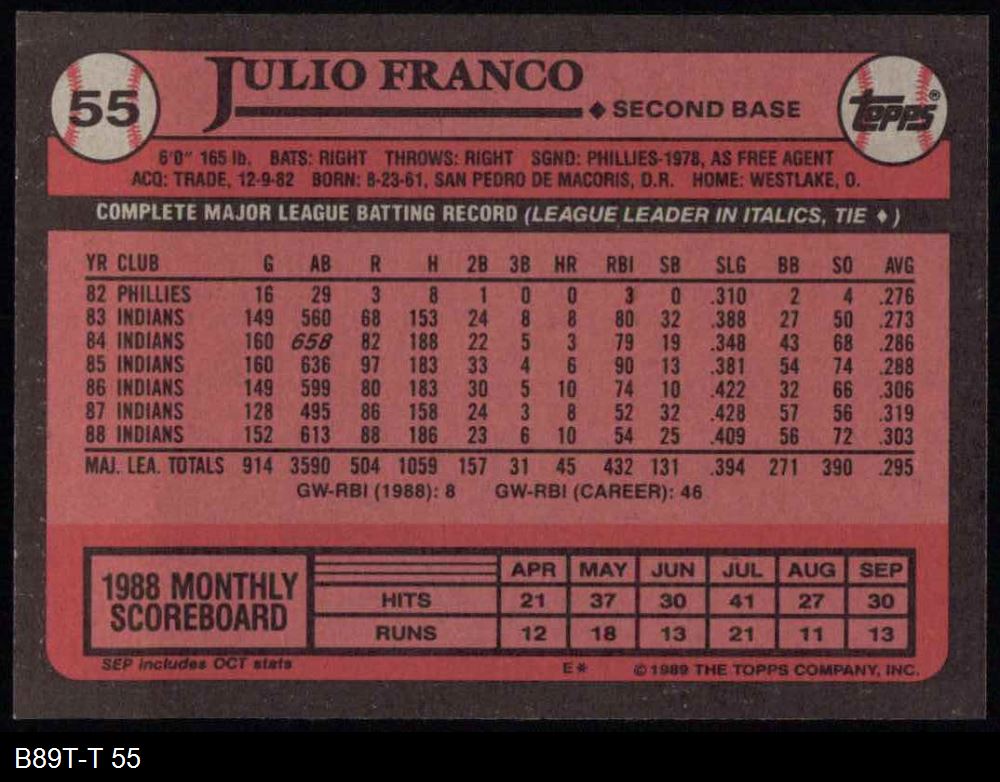 55
JULIO FRANCO
◆ SECOND BASE
topps®
6'0" 165 lb. BATS: RIGHT THROWS: RIGHT SGND: PHILLIES-1978, AS FREE AGENT
ACQ: TRADE, 12-9-82 BORN: 8-23-61, SAN PEDRO DE MACORIS, D.R. HOME: WESTLAKE, O.
COMPLETE MAJOR LEAGUE BATTING RECORD (LEAGUE LEADER IN ITALICS, TIE ♦)
YR CLUB G AB R H 2B 3B HR RBI SB SLG BB SO AVG
82 PHILLIES 16 29 3 8 1 0 0 3 0 .310 2 4 .276
83 INDIANS 149 560 68 153 24 8 8 80 32 .388 27 50 .273
84 INDIANS 160 658 82 188 22 5 3 79 19 .348 43 68 .286
85 INDIANS 160 636 97 183 33 4 6 90 13 .381 54 74 .288
86 INDIANS 149 599 80 183 30 5 10 74 10 .422 32 66 .306
87 INDIANS 128 495 86 158 24 3 8 52 32 .428 57 56 .319
88 INDIANS 152 613 88 186 23 6 10 54 25 .409 56 72 .303
MAJ. LEA. TOTALS 914 3590 504 1059 157 31 45 432 131 .394 271 390 .295
GW-RBI (1988): 8 GW-RBI (CAREER): 46
1988 MONTHLY
SCOREBOARD
APR MAY JUN JUL AUG SEP
HITS 21 37 30 41 27 30
RUNS 12 18 13 21 11 13
SEP includes OCT stats
E* © 1989 THE TOPPS COMPANY, INC.
B89T-T 55